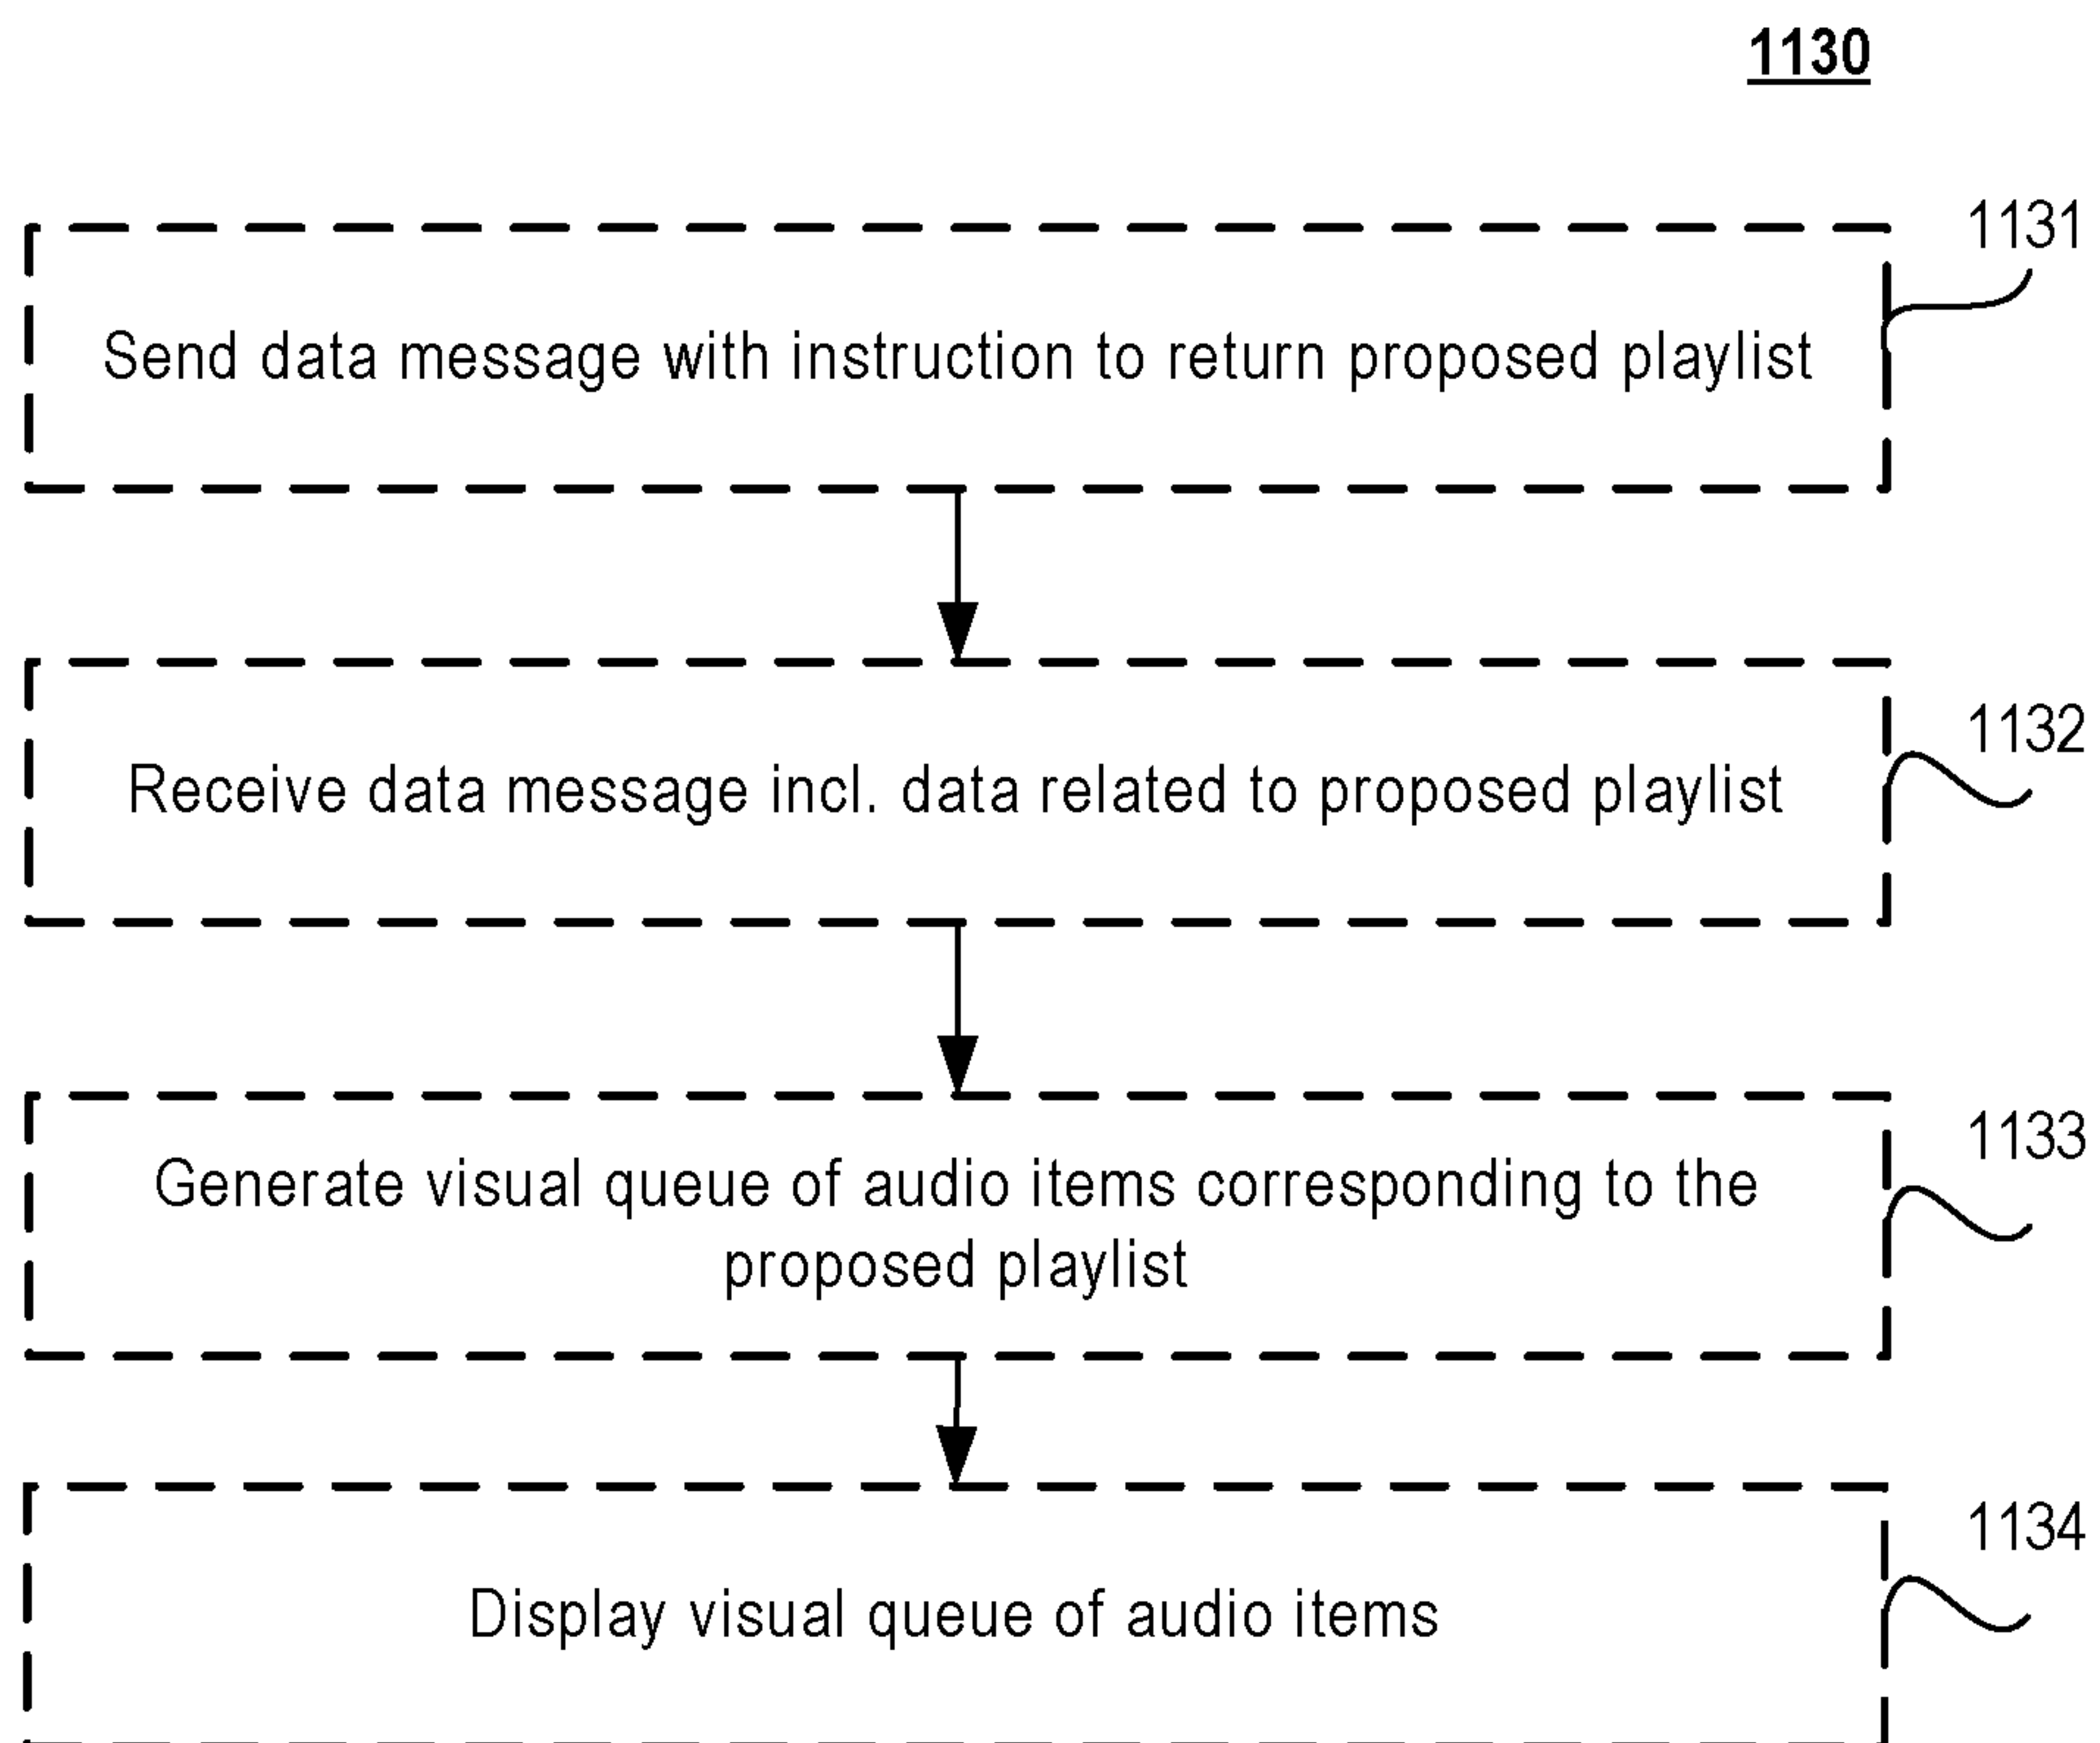 1130
1131
Send data message with instruction to return proposed playlist
1132
Receive data message incl. data related to proposed playlist
1133
Generate visual queue of audio items corresponding to the
proposed playlist
1134
Display visual queue of audio items